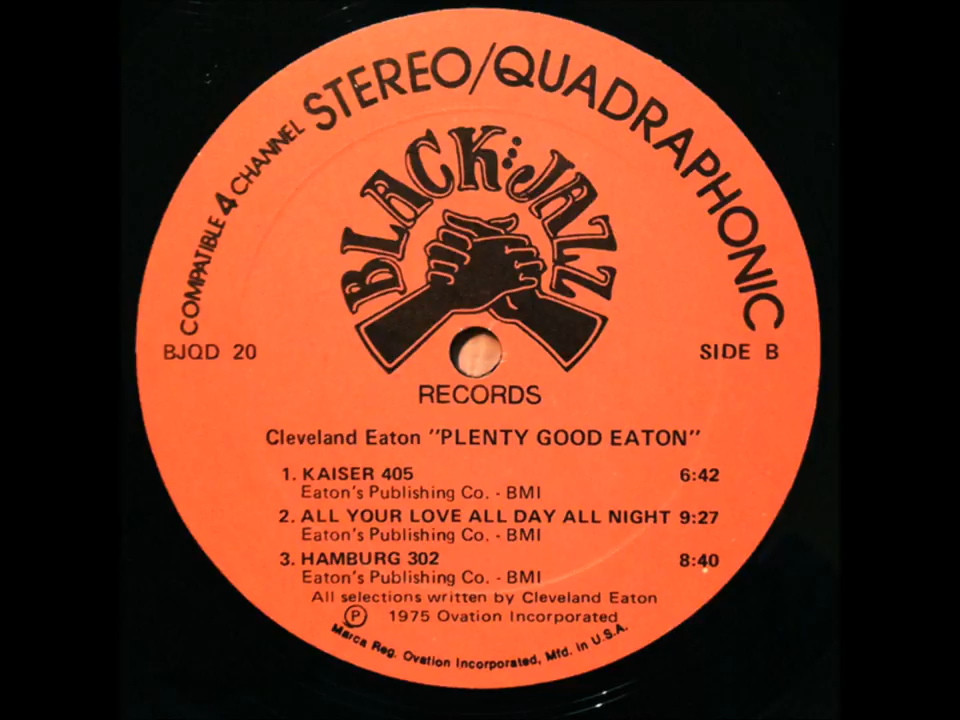 COMPATIBLE 4 CHANNEL STEREO/QUADRAPHONIC
BLACK JAZZ
BJQD 20
SIDE B
RECORDS
Cleveland Eaton "PLENTY GOOD EATON"
1. KAISER 405 6:42
Eaton's Publishing Co. - BMI
2. ALL YOUR LOVE ALL DAY ALL NIGHT 9:27
Eaton's Publishing Co. - BMI
3. HAMBURG 302 8:40
Eaton's Publishing Co. - BMI
All selections written by Cleveland Eaton
Ⓟ 1975 Ovation Incorporated
Marca Reg. Ovation Incorporated, Mfd. in U.S.A.